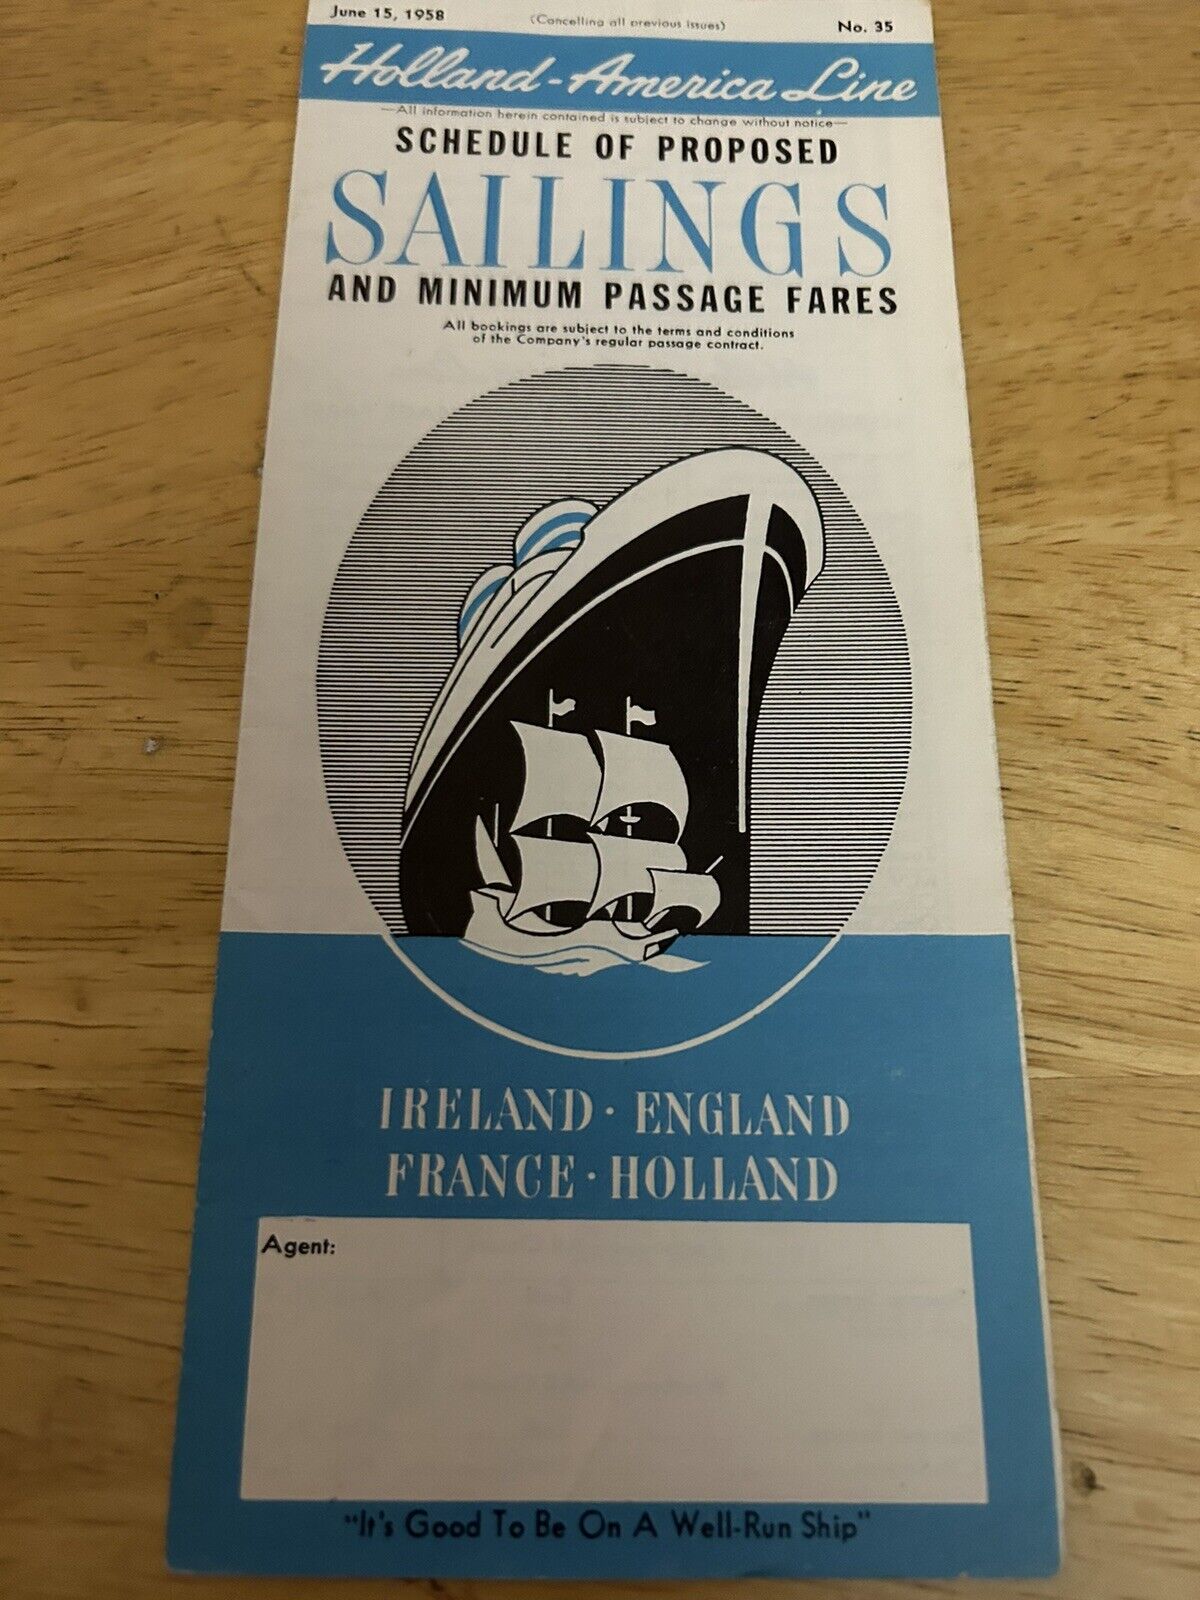 June 15, 1958 (Cancelling all previous issues) No. 35
Holland-America Line
—All information herein contained is subject to change without notice—
SCHEDULE OF PROPOSED
SAILINGS
AND MINIMUM PASSAGE FARES
All bookings are subject to the terms and conditions
of the Company's regular passage contract.
IRELAND · ENGLAND
FRANCE · HOLLAND
Agent:
"It's Good To Be On A Well-Run Ship"